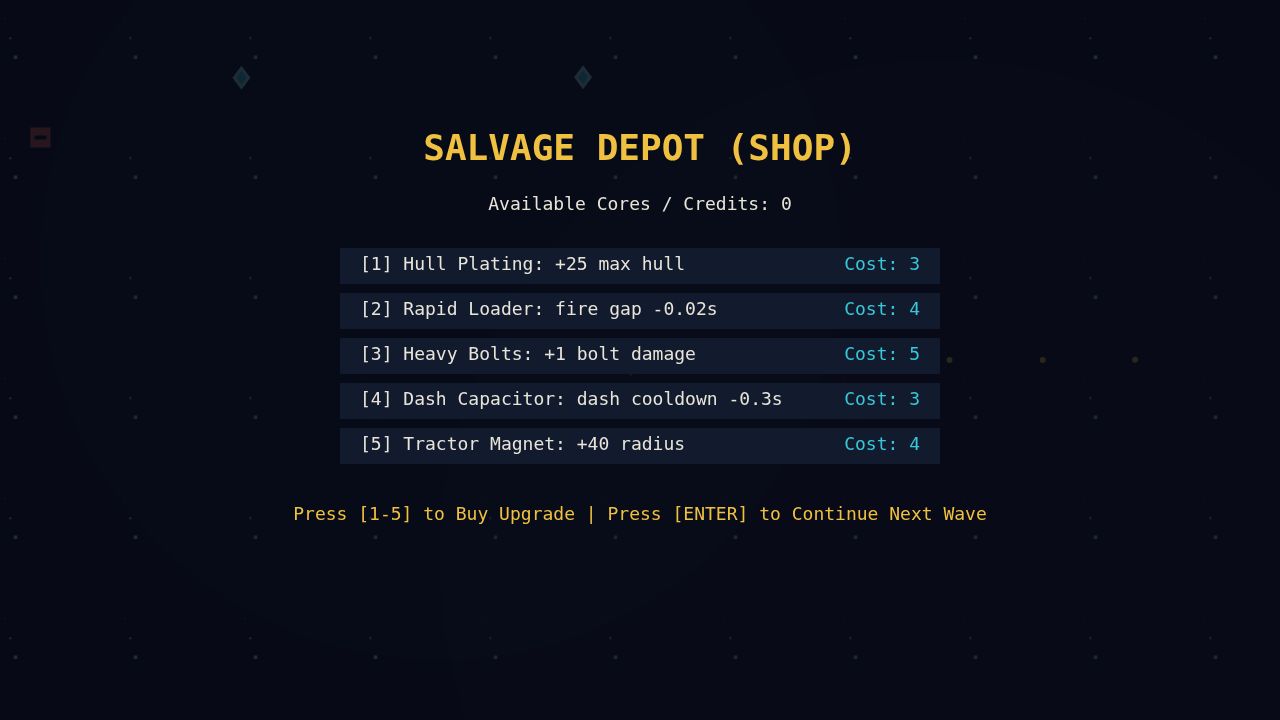 SALVAGE DEPOT (SHOP)
Available Cores / Credits: 0
[1] Hull Plating: +25 max hull Cost: 3
[2] Rapid Loader: fire gap -0.02s Cost: 4
[3] Heavy Bolts: +1 bolt damage Cost: 5
[4] Dash Capacitor: dash cooldown -0.3s Cost: 3
[5] Tractor Magnet: +40 radius Cost: 4
Press [1-5] to Buy Upgrade | Press [ENTER] to Continue Next Wave